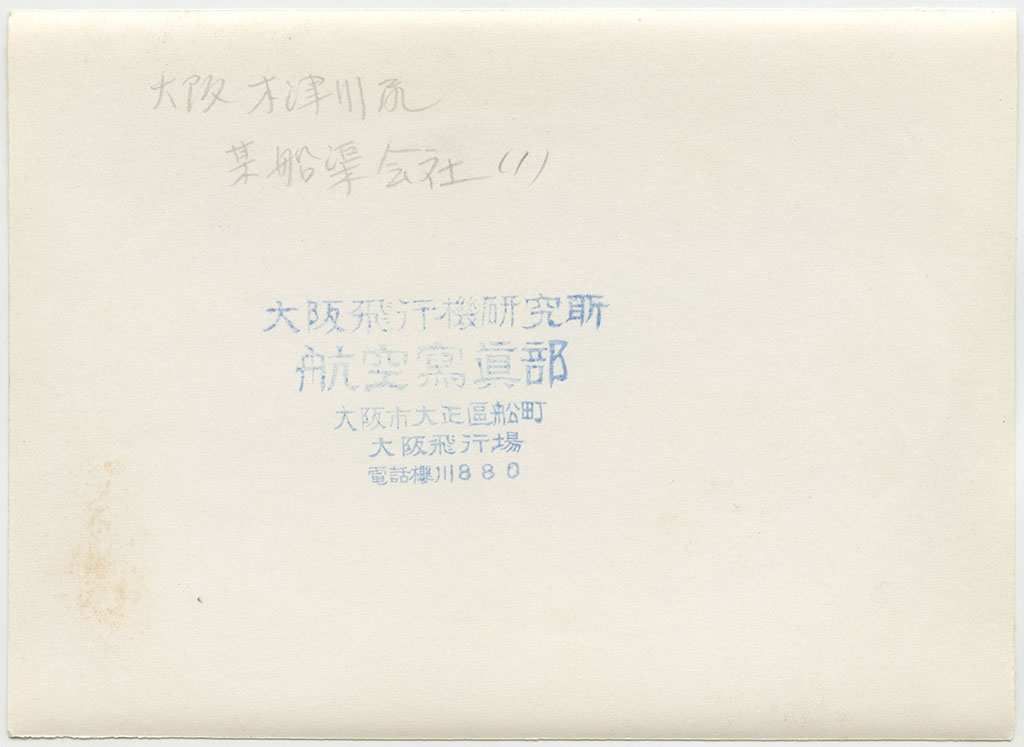 大阪木津川尻
某船渠会社(1)
大阪飛行機研究所
航空寫眞部
大阪市大正區船町
大阪飛行場
電話櫻川880